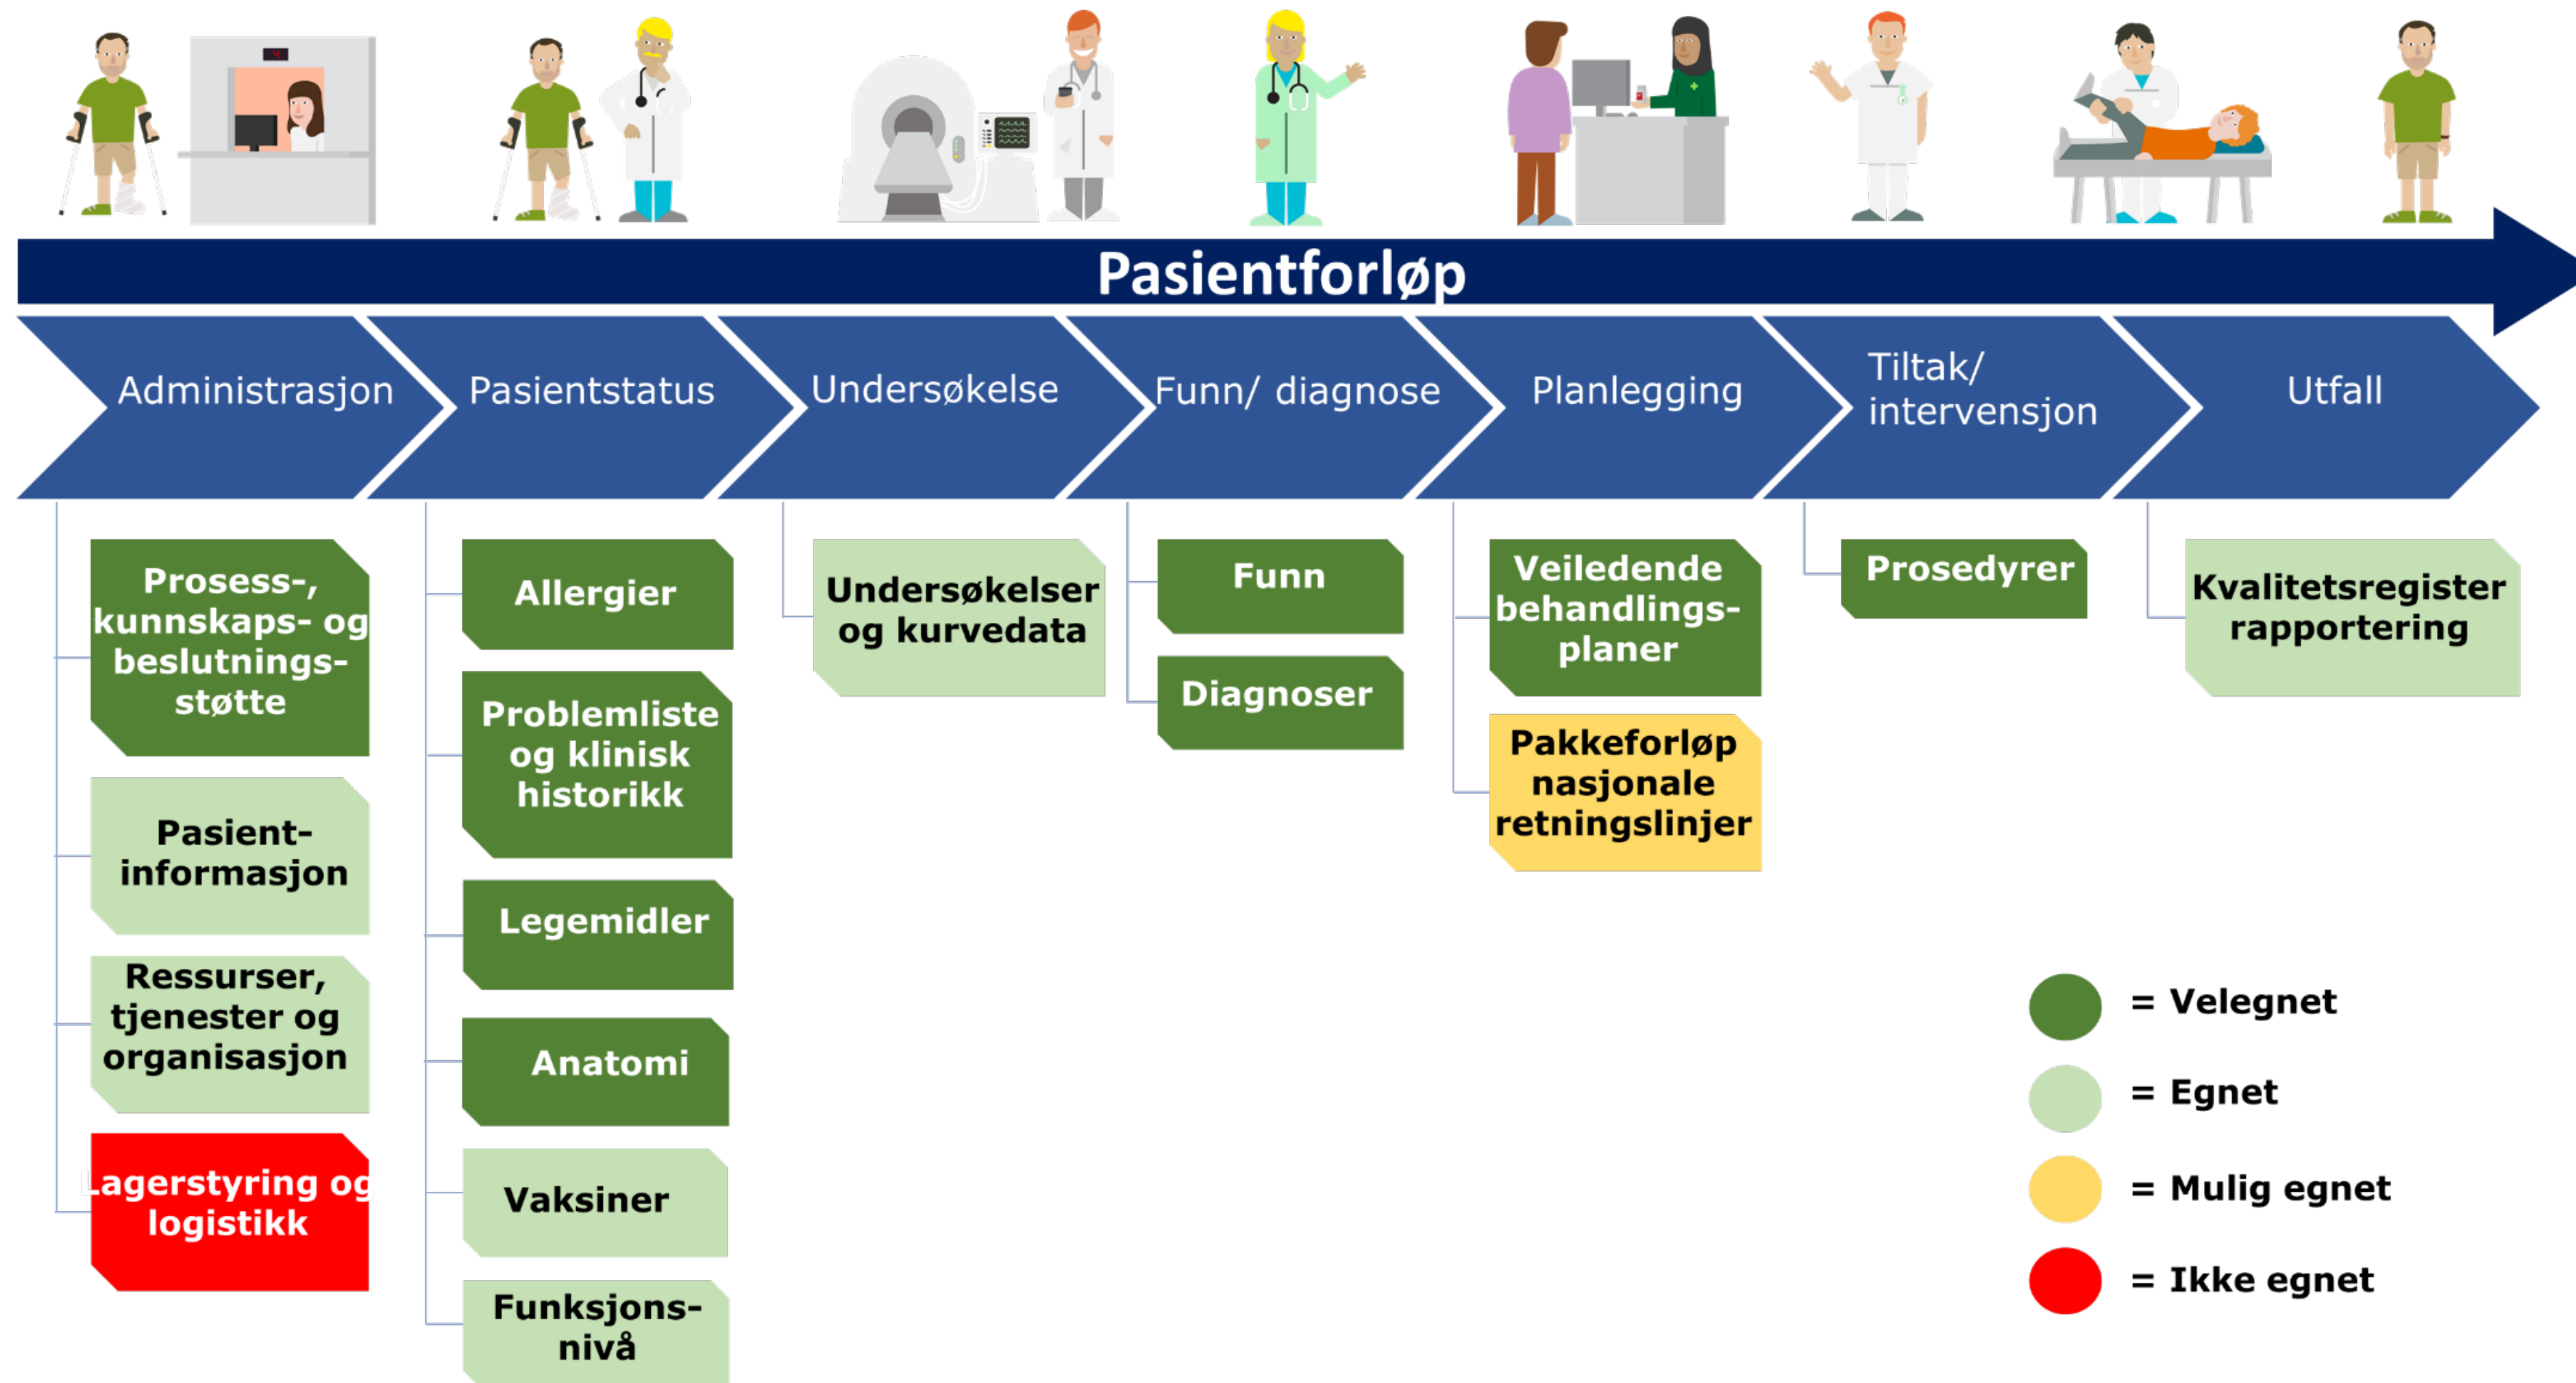 4
Pasientforløp
Administrasjon
Pasientstatus
Undersøkelse
Funn/ diagnose
Planlegging
Tiltak/
intervensjon
Utfall
Prosess-,
kunnskaps- og
beslutnings-
støtte
Pasient-
informasjon
Ressurser,
tjenester og
organisasjon
Lagerstyring og
logistikk
Allergier
Problemliste
og klinisk
historikk
Legemidler
Anatomi
Vaksiner
Funksjons-
nivå
Undersøkelser
og kurvedata
Funn
Diagnoser
Veiledende
behandlings-
planer
Pakkeforløp
nasjonale
retningslinjer
Prosedyrer
Kvalitetsregister
rapportering
= Velegnet
= Egnet
= Mulig egnet
= Ikke egnet